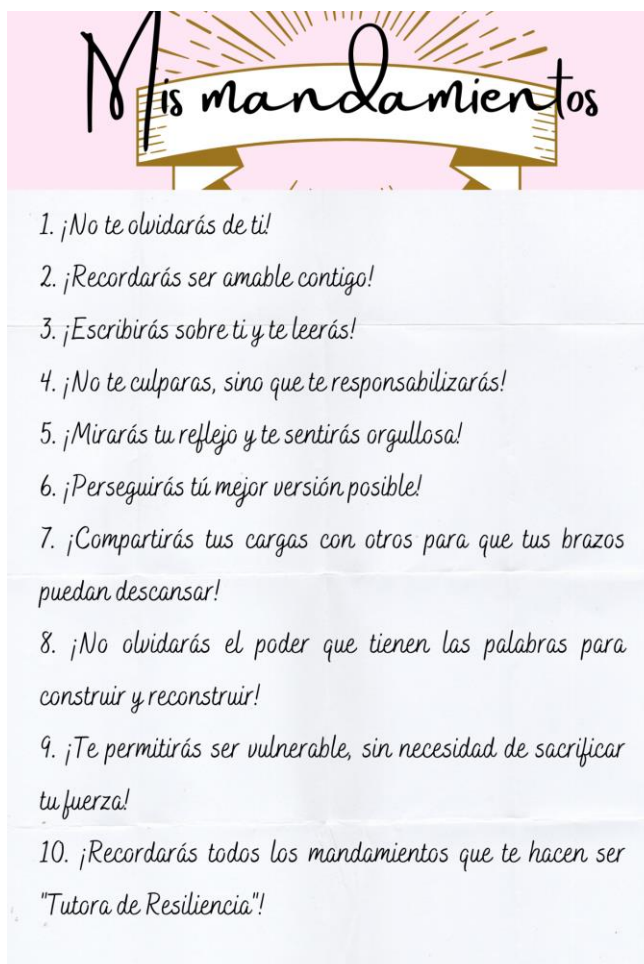 Mis mandamientos
1. ¡No te olvidarás de ti!
2. ¡Recordarás ser amable contigo!
3. ¡Escribirás sobre ti y te leerás!
4. ¡No te culparas, sino que te responsabilizarás!
5. ¡Mirarás tu reflejo y te sentirás orgullosa!
6. ¡Perseguirás tú mejor versión posible!
7. ¡Compartirás tus cargas con otros para que tus brazos
puedan descansar!
8. ¡No olvidarás el poder que tienen las palabras para
construir y reconstruir!
9. ¡Te permitirás ser vulnerable, sin necesidad de sacrificar
tu fuerza!
10. ¡Recordarás todos los mandamientos que te hacen ser
"Tutora de Resiliencia"!